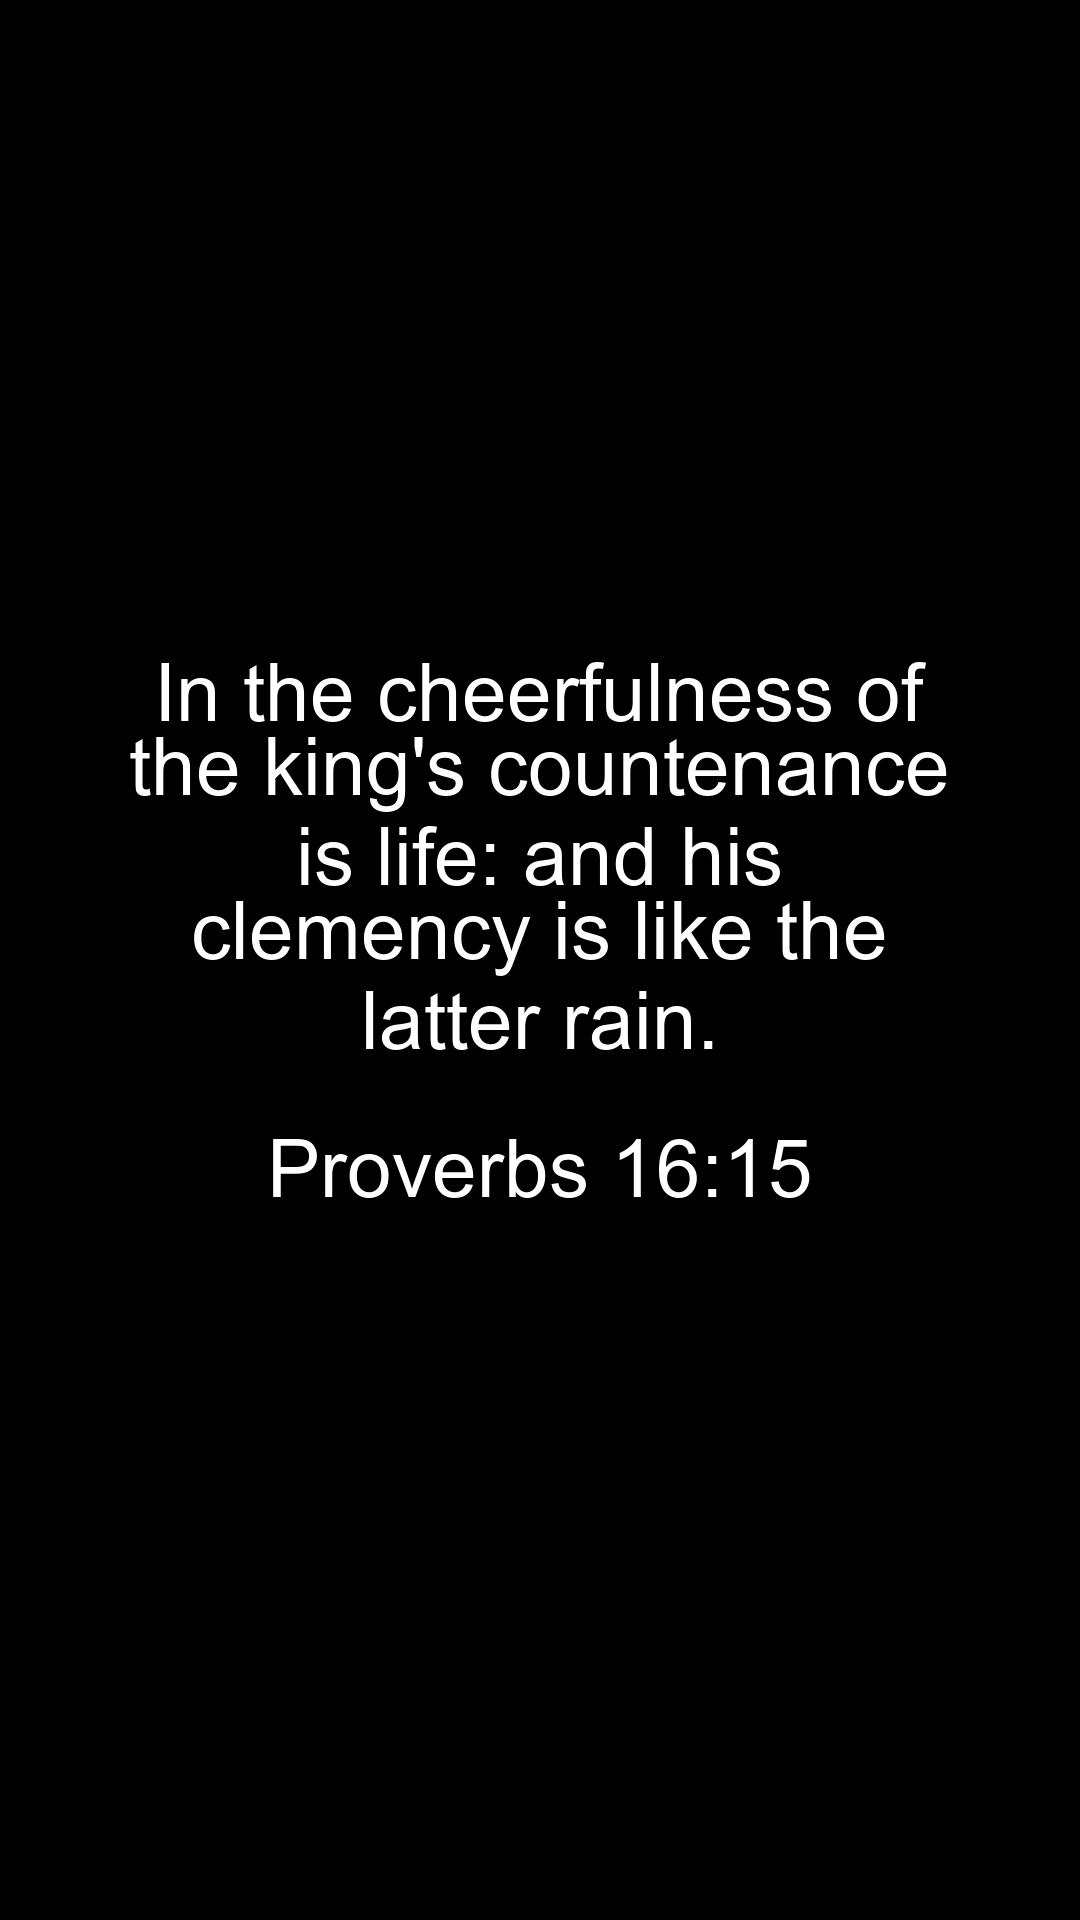 In the cheerfulness of
the king's countenance
is life: and his
clemency is like the
latter rain.
Proverbs 16:15